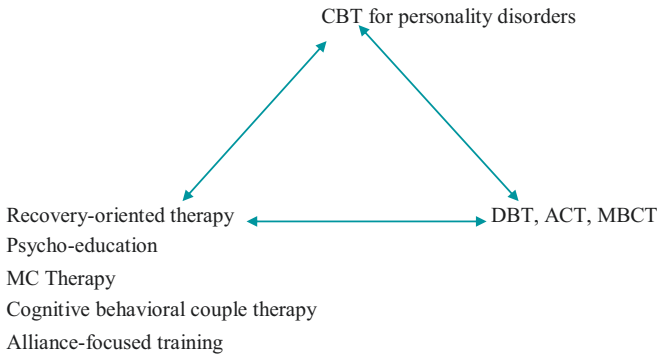 CBT for personality disorders
Recovery-oriented therapy
DBT, ACT, MBCT
Psycho-education
MC Therapy
Cognitive behavioral couple therapy
Alliance-focused training